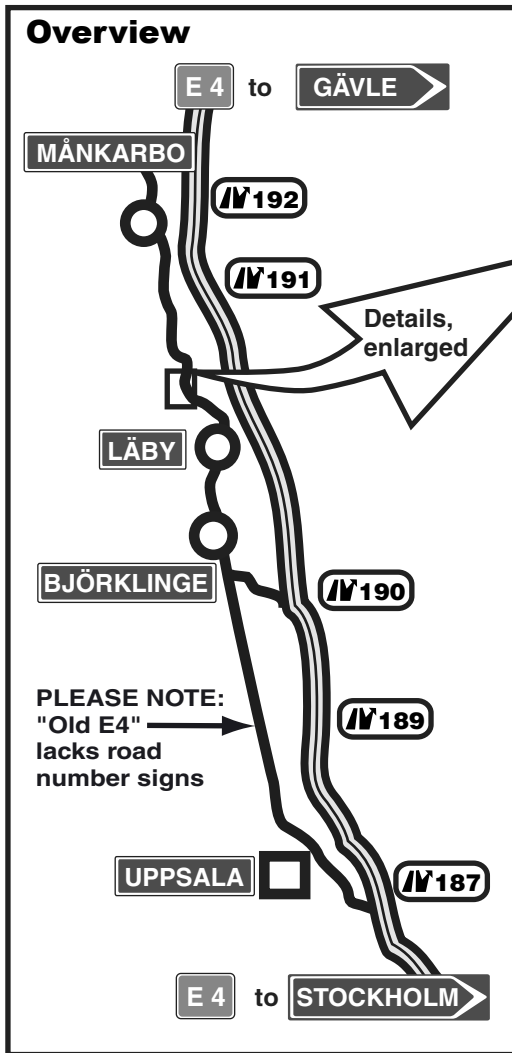 Overview
E 4 to GÄVLE
MÅNKARBO
192
191
Details,
enlarged
LÄBY
BJÖRKLINGE
190
PLEASE NOTE:
"Old E4"
lacks road
number signs
189
UPPSALA
187
E 4 to STOCKHOLM